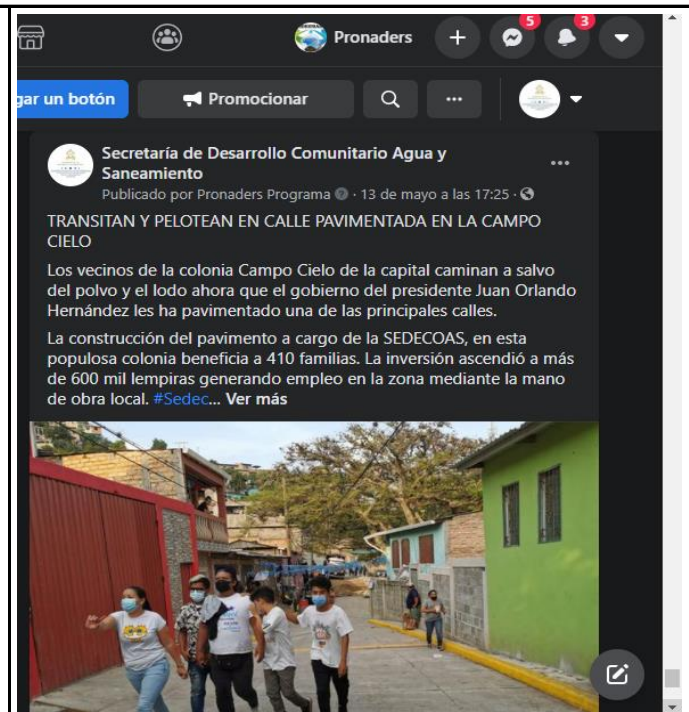 Pronaders
5
3
gar un botón
Promocionar
Secretaría de Desarrollo Comunitario Agua y
Saneamiento
Publicado por Pronaders Programa · 13 de mayo a las 17:25 ·
TRANSITAN Y PELOTEAN EN CALLE PAVIMENTADA EN LA CAMPO
CIELO
Los vecinos de la colonia Campo Cielo de la capital caminan a salvo
del polvo y el lodo ahora que el gobierno del presidente Juan Orlando
Hernández les ha pavimentado una de las principales calles.
La construcción del pavimento a cargo de la SEDECOAS, en esta
populosa colonia beneficia a 410 familias. La inversión ascendió a más
de 600 mil lempiras generando empleo en la zona mediante la mano
de obra local. #Sedec... Ver más